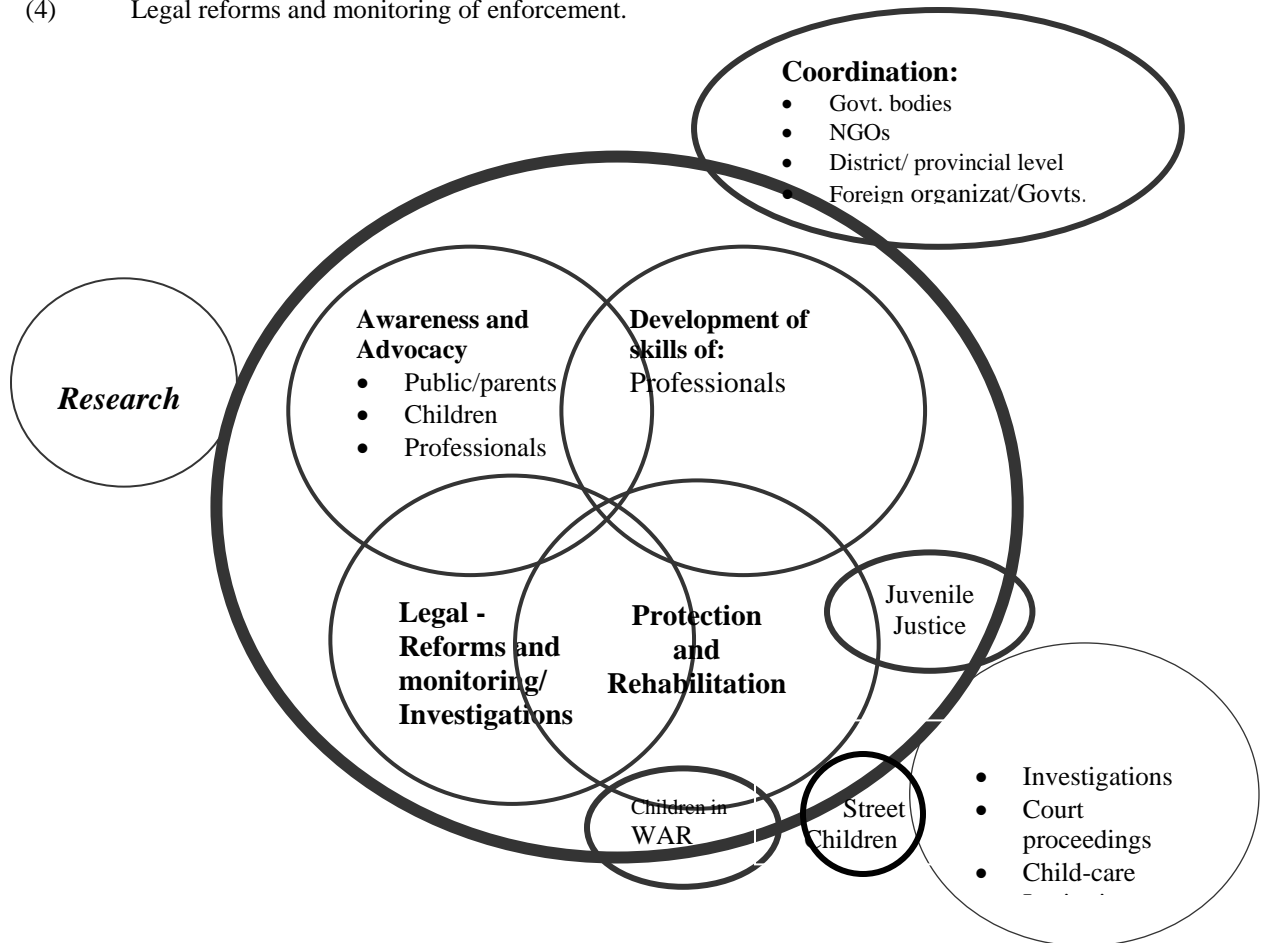 (4) Legal reforms and monitoring of enforcement.
Coordination:
• Govt. bodies
• NGOs
• District/ provincial level
• Foreign organizat/Govts.
Awareness and
Advocacy
• Public/parents
• Children
• Professionals
Development of
skills of:
Professionals
Research
Legal -
Reforms and
monitoring/
Investigations
Protection
and
Rehabilitation
Juvenile
Justice
Children in
WAR
Street
Children
• Investigations
• Court
proceedings
• Child-care